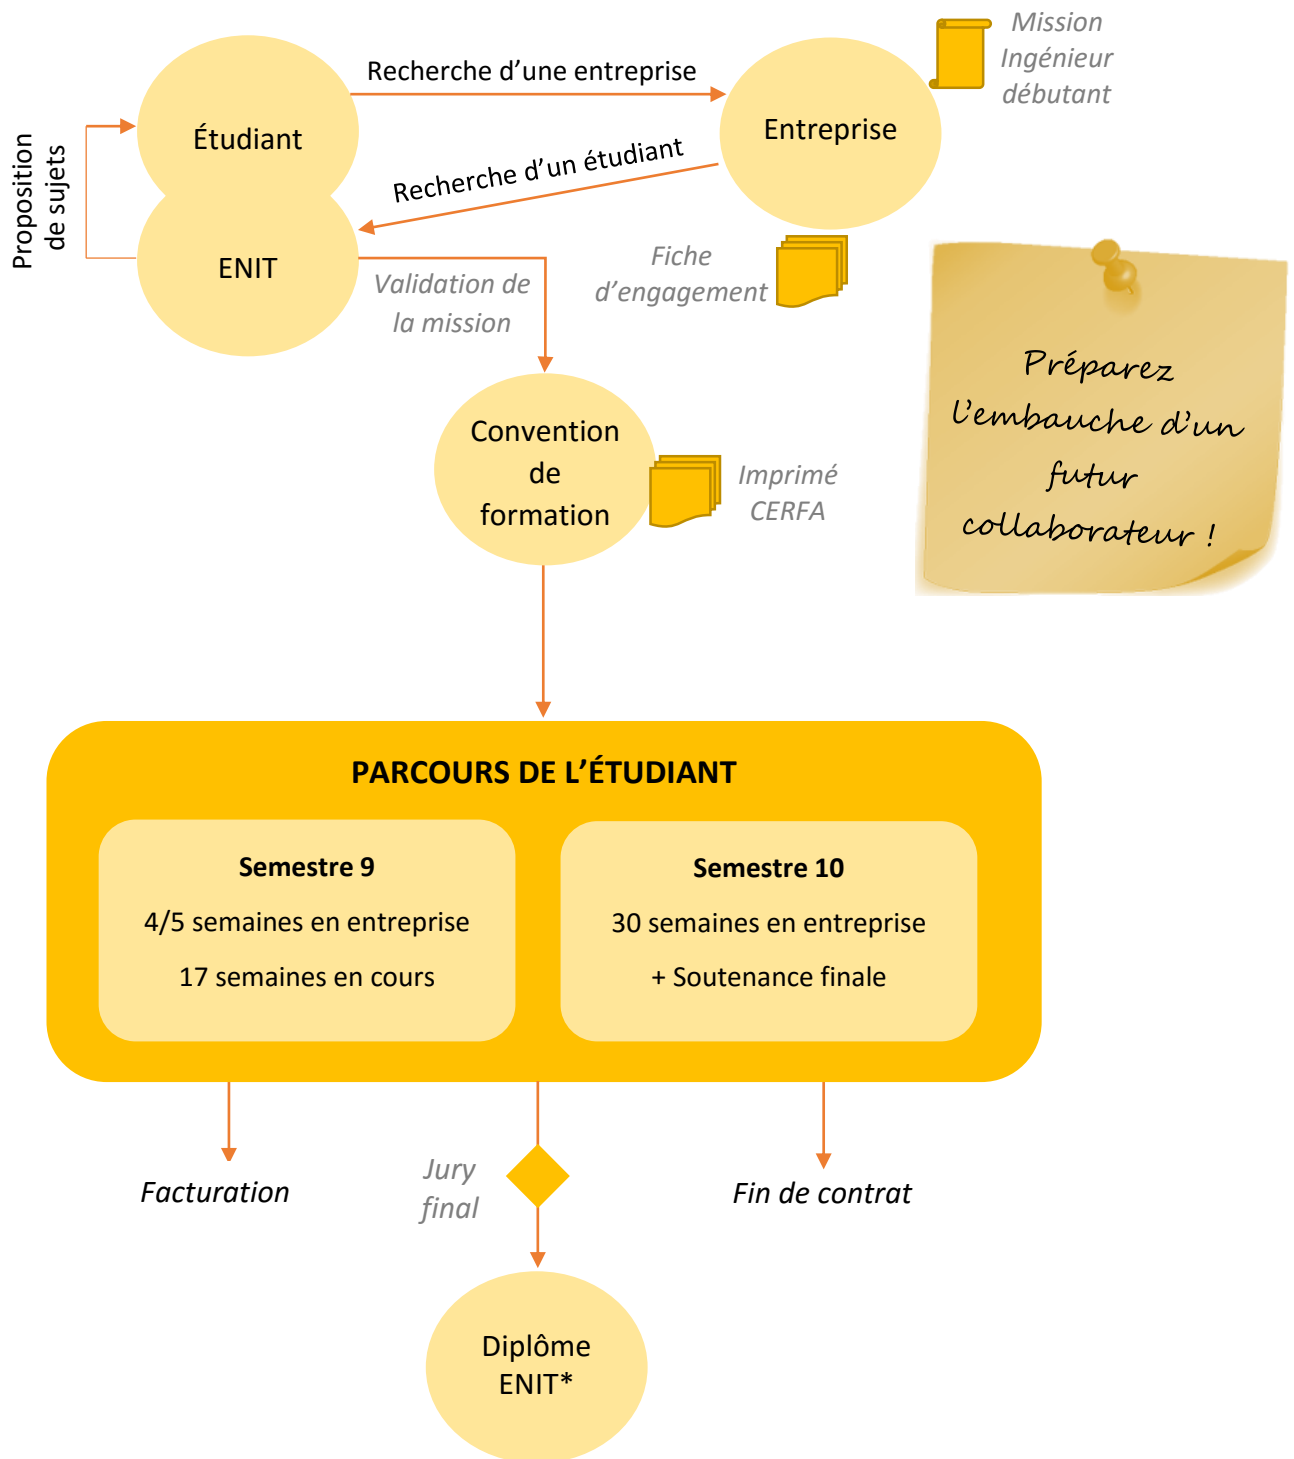 Mission
Ingénieur
débutant
Recherche d’une entreprise
Étudiant
Entreprise
Proposition
de sujets
Recherche d’un étudiant
ENIT
Validation de
la mission
Fiche
d’engagement
Préparez
l’embauche d’un
futur
collaborateur !
Convention
de
formation
Imprimé
CERFA
PARCOURS DE L’ÉTUDIANT
Semestre 9
4/5 semaines en entreprise
17 semaines en cours
Semestre 10
30 semaines en entreprise
+ Soutenance finale
Facturation
Jury
final
Fin de contrat
Diplôme
ENIT*